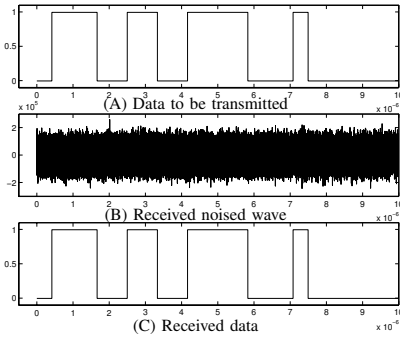 1
0.5
0
0 1 2 3 4 5 6 7 8 9 10
(A) Data to be transmitted
x 10⁻⁶
x 10⁵
2
0
−2
0 1 2 3 4 5 6 7 8 9 10
(B) Received noised wave
x 10⁻⁶
1
0.5
0
0 1 2 3 4 5 6 7 8 9 10
(C) Received data
x 10⁻⁶